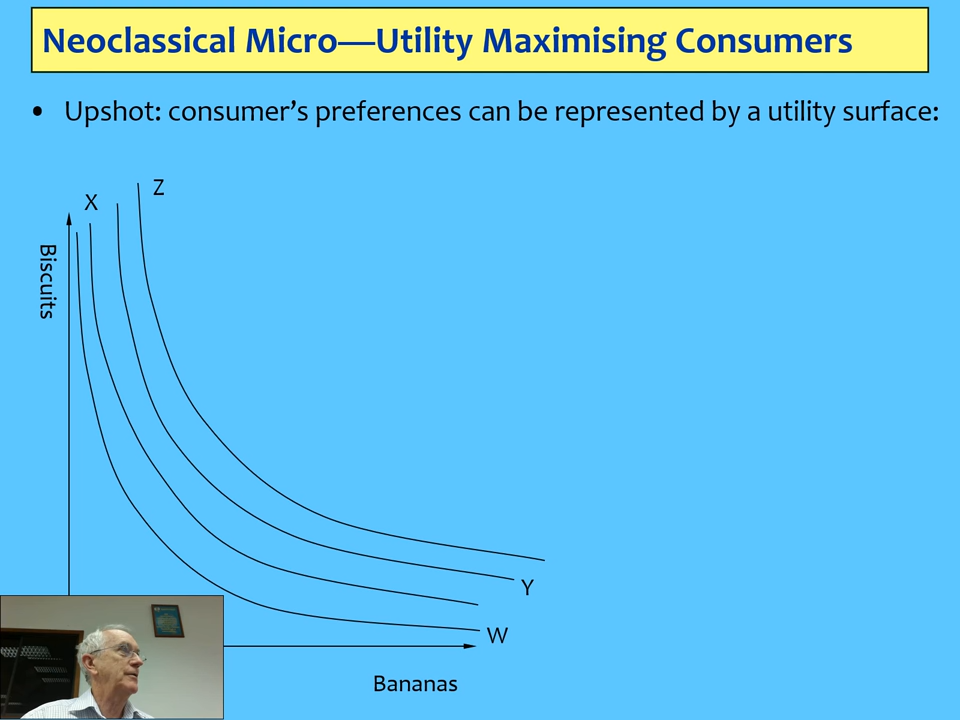 Neoclassical Micro—Utility Maximising Consumers
• Upshot: consumer’s preferences can be represented by a utility surface:
Z
X
Biscuits
Y
W
Bananas